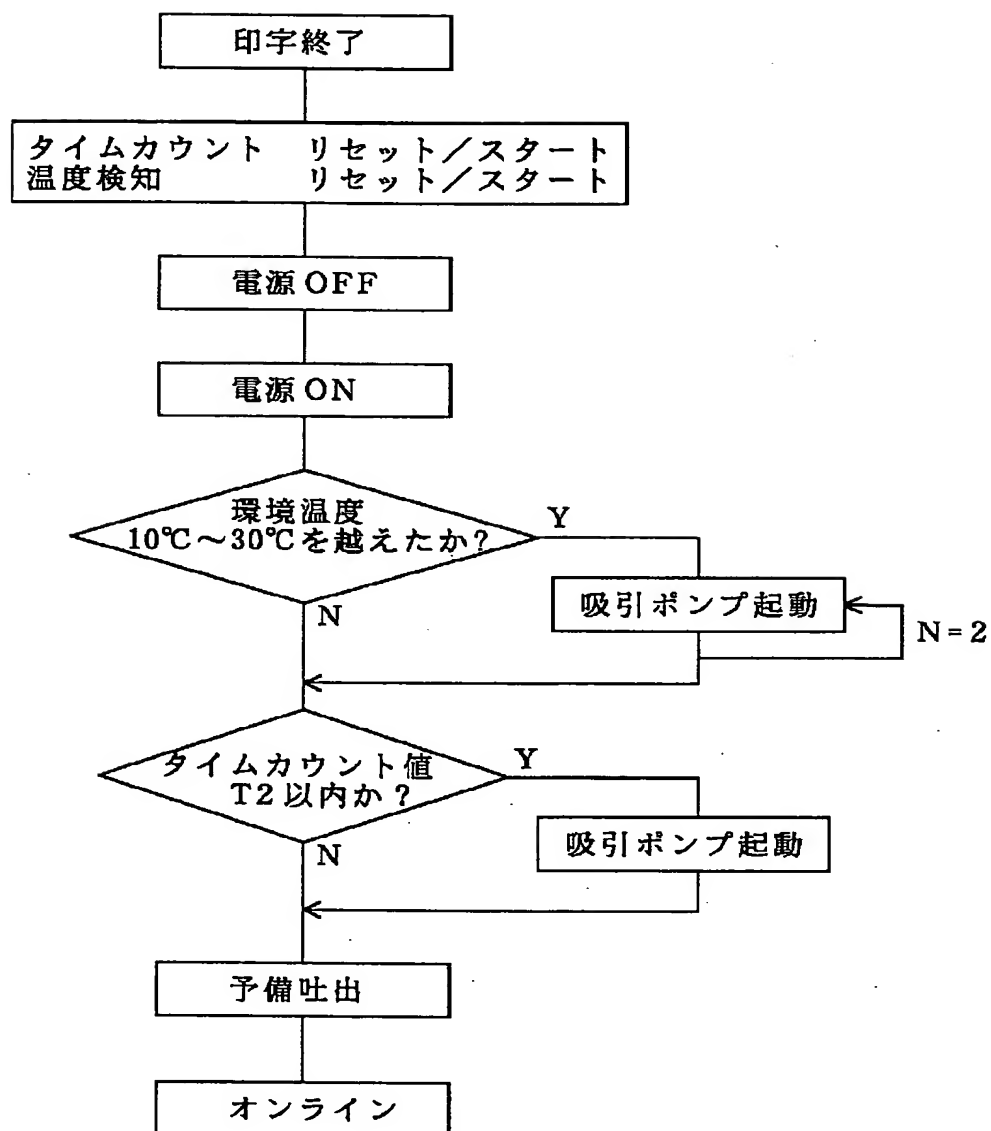 印字終了
タイムカウント リセット／スタート
温度検知 リセット／スタート
電源OFF
電源ON
環境温度
10℃～30℃を越えたか?
Y
N
吸引ポンプ起動
N=2
タイムカウント値
T2以内か?
Y
N
吸引ポンプ起動
予備吐出
オンライン